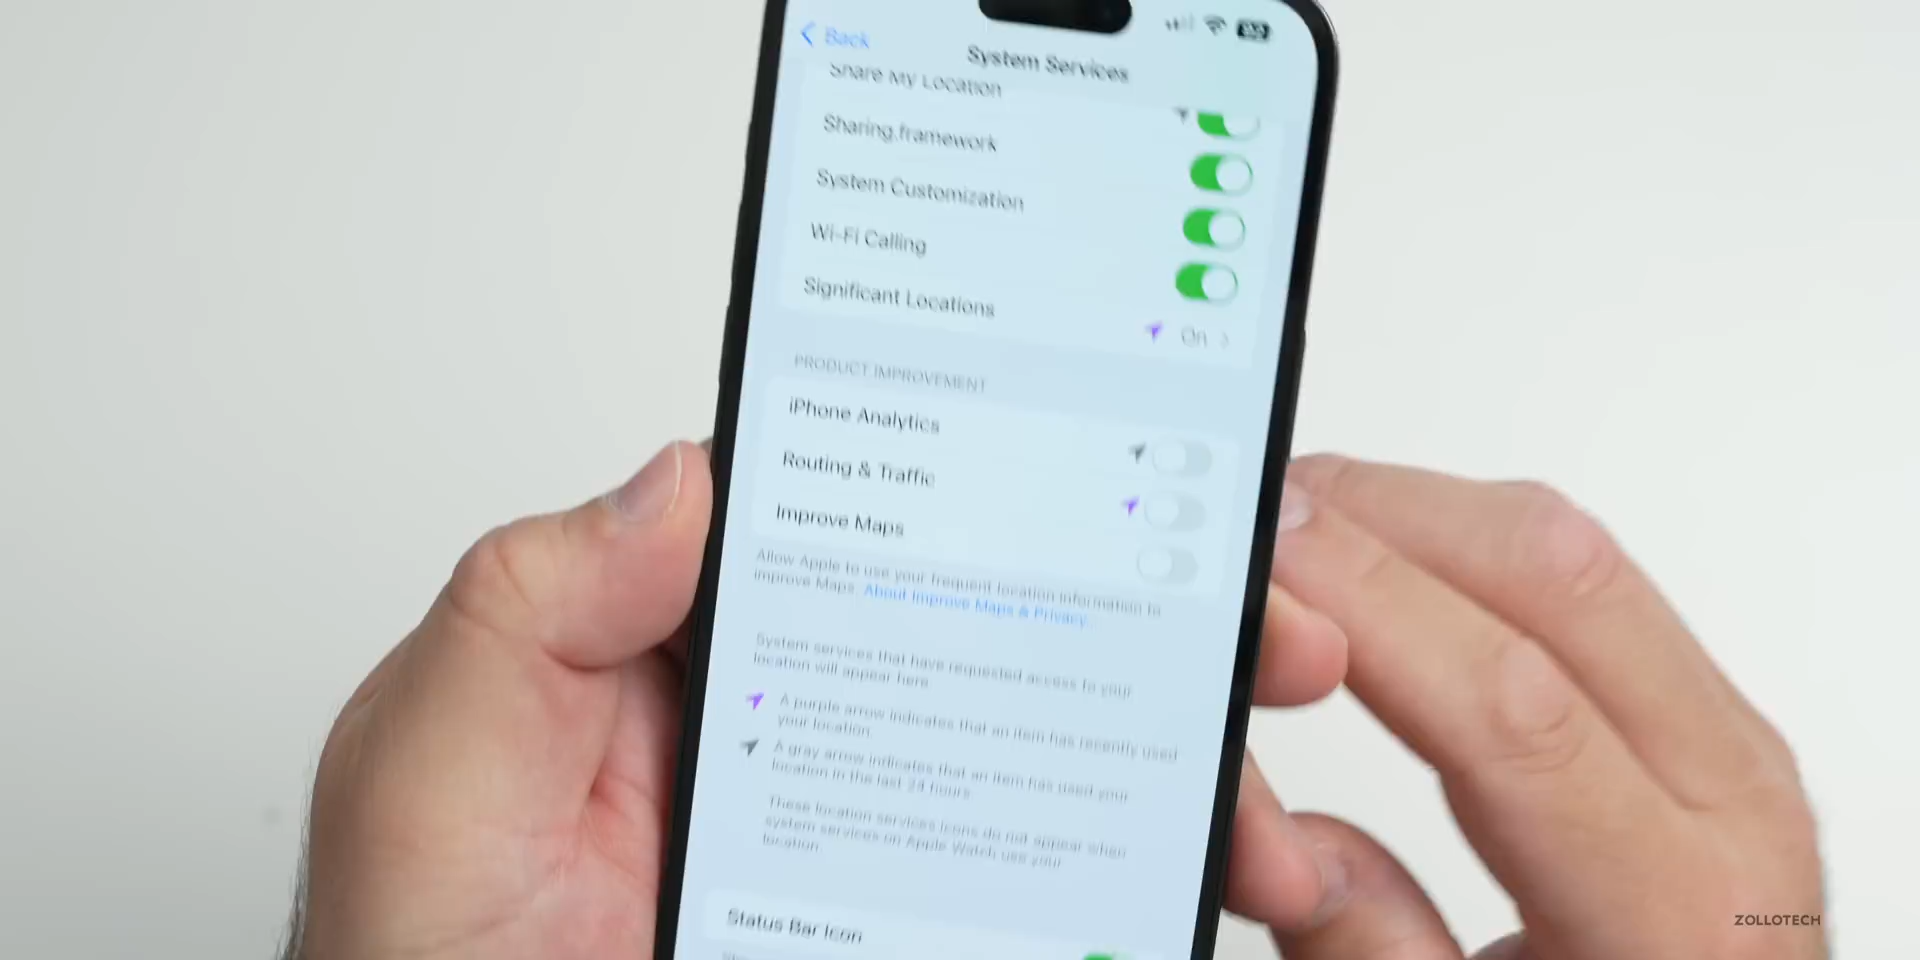 Back
System Services
Share My Location
Sharing.framework
System Customization
Wi-Fi Calling
Significant Locations
On
PRODUCT IMPROVEMENT
iPhone Analytics
Routing & Traffic
Improve Maps
Allow Apple to use your frequent location information to
improve Maps. About Improve Maps & Privacy...
System services that have requested access to your
location will appear here.
A purple arrow indicates that an item has recently used
your location.
A gray arrow indicates that an item has used your
location in the last 24 hours.
These location services icons do not appear when
system services on Apple Watch use your
location.
Status Bar Icon
ZOLLOTECH